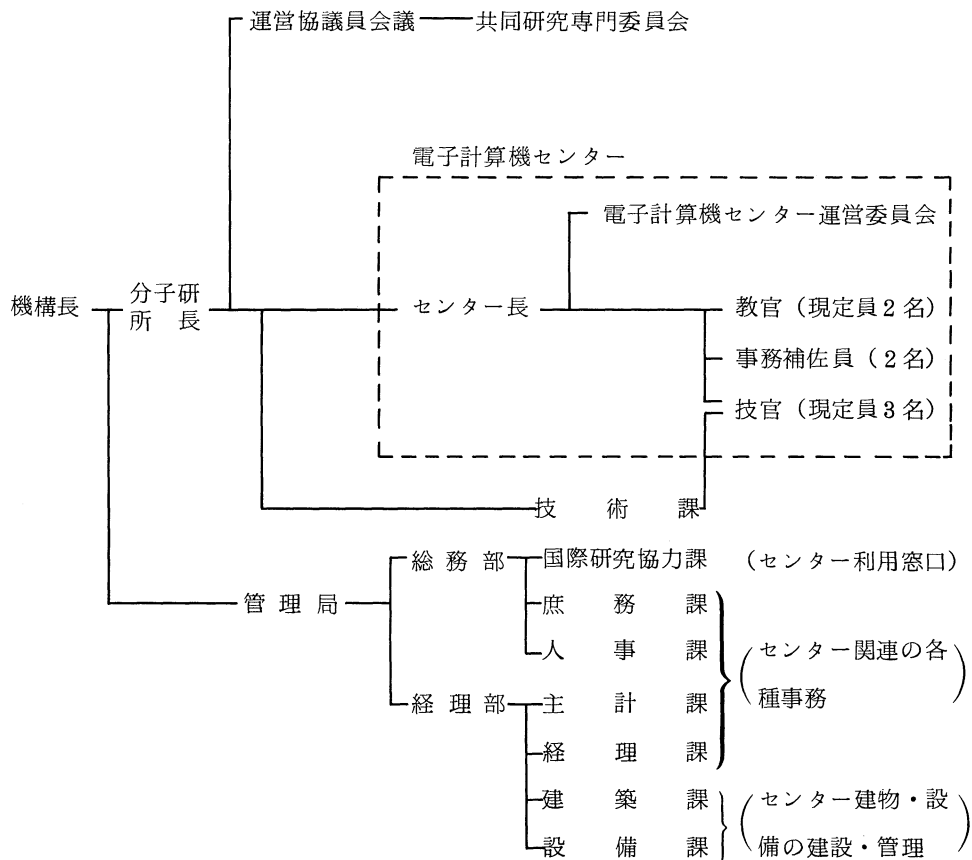 運営協議員会議 共同研究専門委員会
電子計算機センター
電子計算機センター運営委員会
機構長 分子研所長 センター長 教官（現定員2名）
事務補佐員（2名）
技官（現定員3名）
技術課
総務部 国際研究協力課 （センター利用窓口）
管理局 庶務課
人事課 （センター関連の各
経理部 主計課 種事務）
経理課
建築課 （センター建物・設
設備課 備の建設・管理）